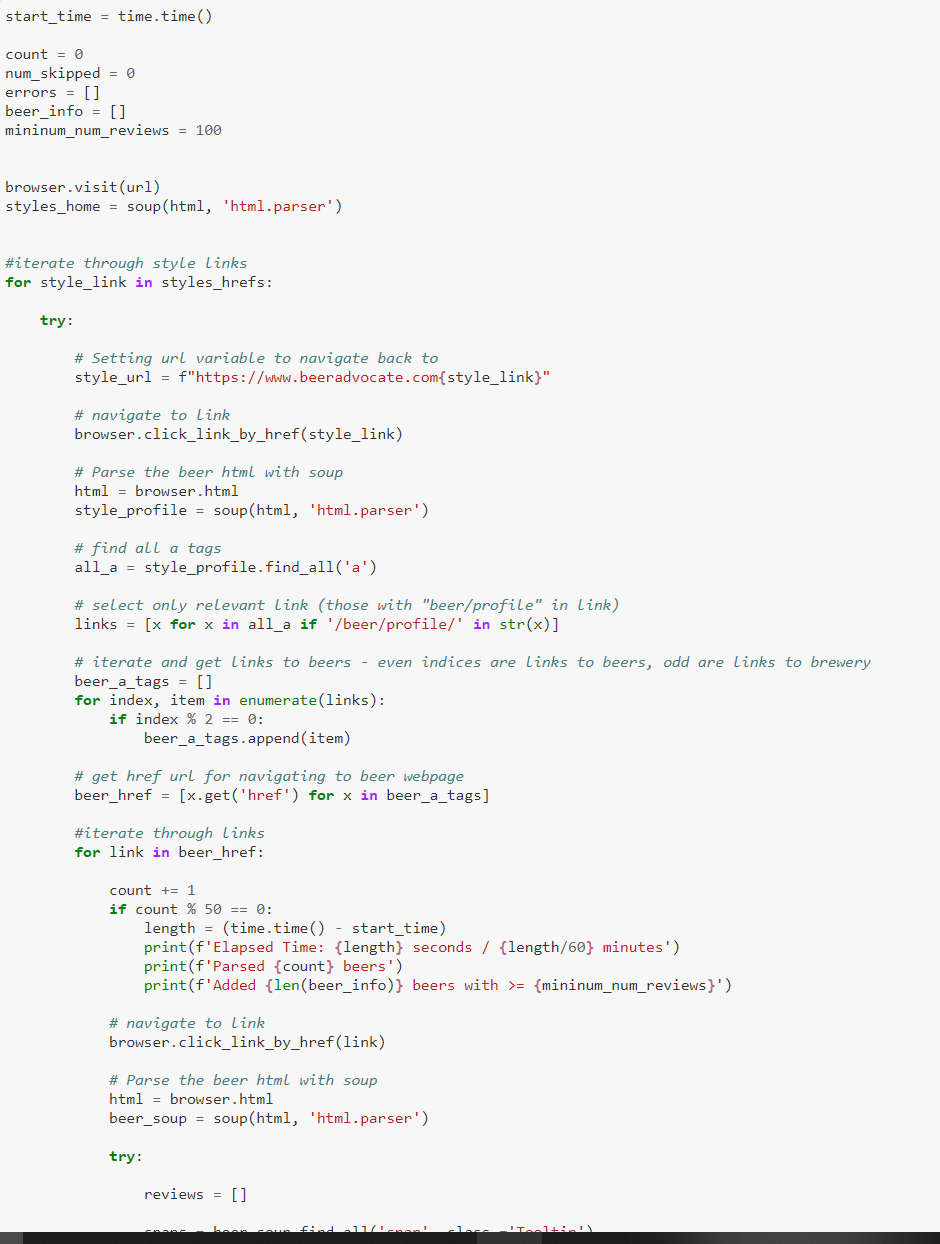 start_time = time.time()
count = 0
num_skipped = 0
errors = []
beer_info = []
mininum_num_reviews = 100
browser.visit(url)
styles_home = soup(html, 'html.parser')
#iterate through style links
for style_link in styles_hrefs:
try:
# Setting url variable to navigate back to
style_url = f"https://www.beeradvocate.com{style_link}"
# navigate to link
browser.click_link_by_href(style_link)
# Parse the beer html with soup
html = browser.html
style_profile = soup(html, 'html.parser')
# find all a tags
all_a = style_profile.find_all('a')
# select only relevant link (those with "beer/profile" in link)
links = [x for x in all_a if '/beer/profile/' in str(x)]
# iterate and get links to beers - even indices are links to beers, odd are links to brewery
beer_a_tags = []
for index, item in enumerate(links):
if index % 2 == 0:
beer_a_tags.append(item)
# get href url for navigating to beer webpage
beer_href = [x.get('href') for x in beer_a_tags]
#iterate through links
for link in beer_href:
count += 1
if count % 50 == 0:
length = (time.time() - start_time)
print(f'Elapsed Time: {length} seconds / {length/60} minutes')
print(f'Parsed {count} beers')
print(f'Added {len(beer_info)} beers with >= {mininum_num_reviews}')
# navigate to link
browser.click_link_by_href(link)
# Parse the beer html with soup
html = browser.html
beer_soup = soup(html, 'html.parser')
try:
reviews = []